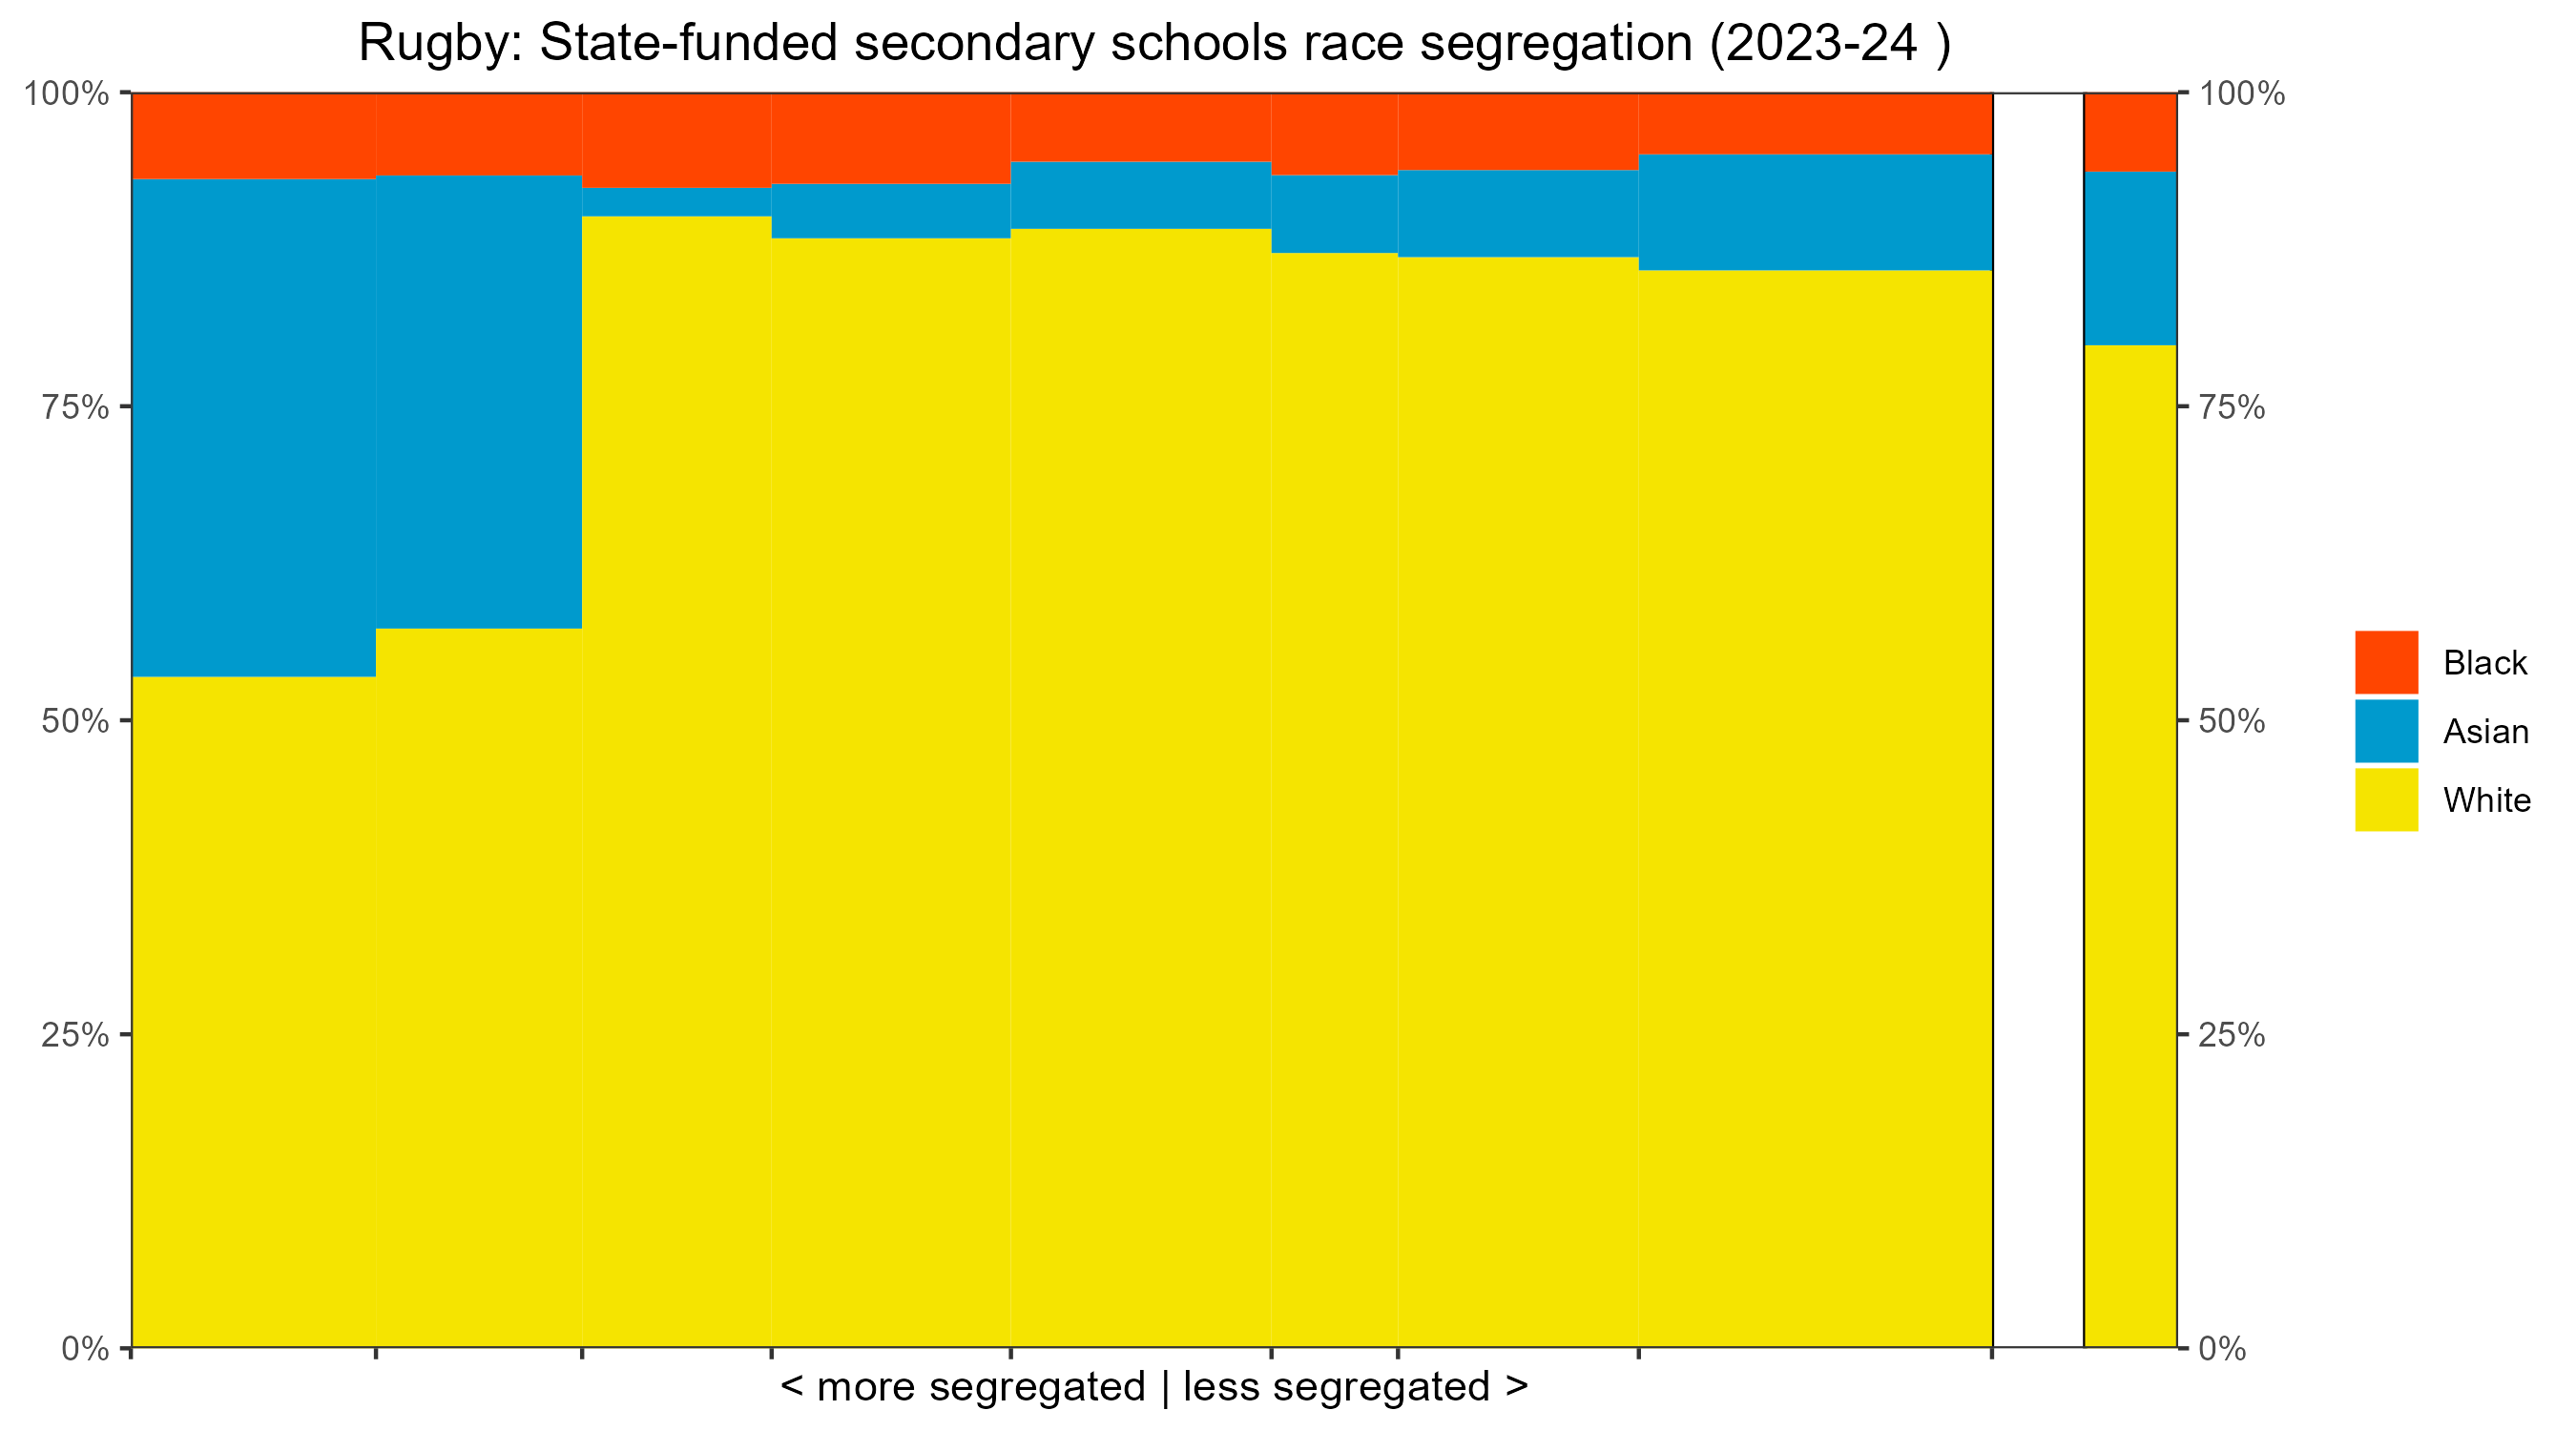 Rugby: State-funded secondary schools race segregation (2023-24 )
100%
75%
50%
25%
0%
100%
75%
50%
25%
0%
Black
Asian
White
< more segregated | less segregated >